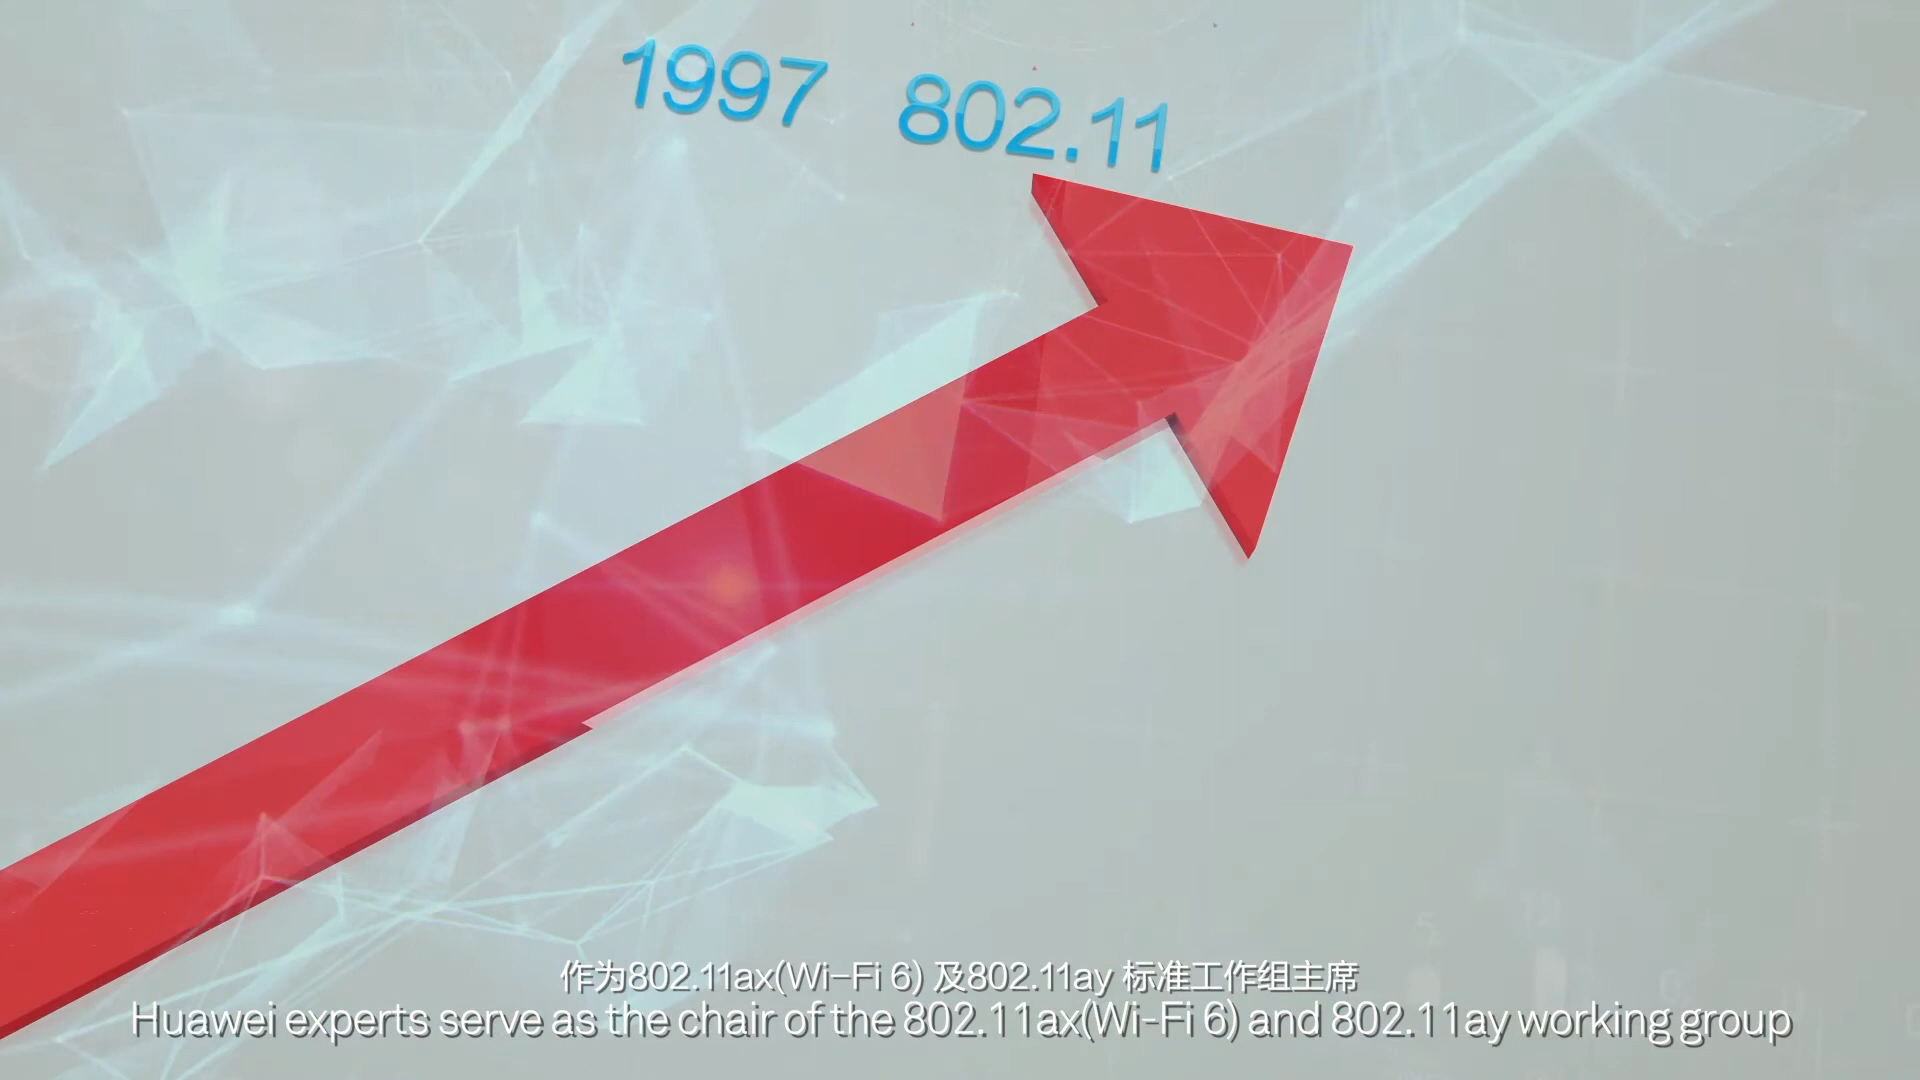 1997 802.11
作为802.11ax(Wi-Fi 6) 及802.11ay 标准工作组主席
Huawei experts serve as the chair of the 802.11ax(Wi-Fi 6) and 802.11ay working group